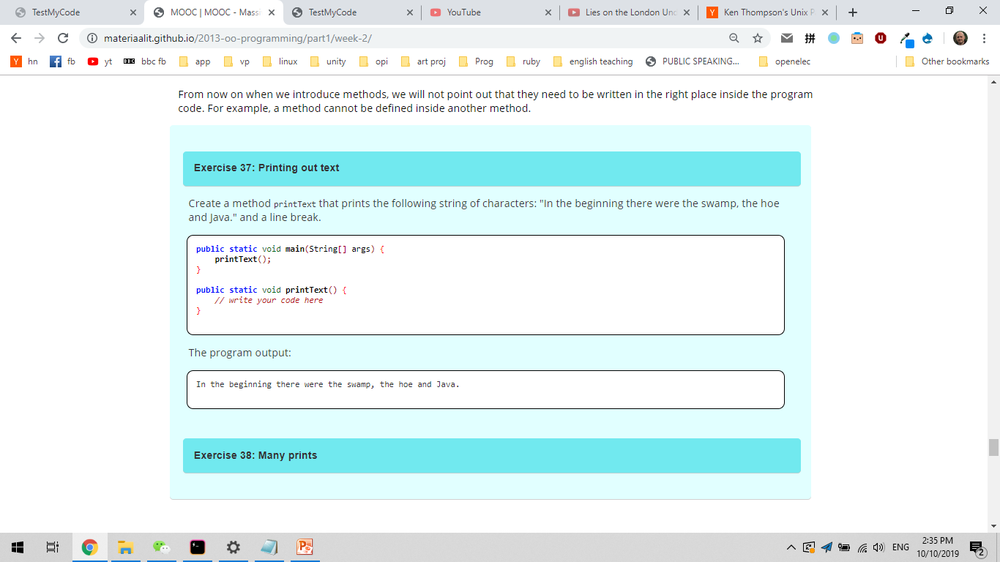 TestMyCode
MOOC | MOOC - Massi
TestMyCode
YouTube
Lies on the London Unc
Ken Thompson's Unix P
materiaalit.github.io/2013-oo-programming/part1/week-2/
hn fb yt bbc fb app vp linux unity opi art proj Prog ruby english teaching PUBLIC SPEAKING... openelec Other bookmarks
From now on when we introduce methods, we will not point out that they need to be written in the right place inside the program
code. For example, a method cannot be defined inside another method.
Exercise 37: Printing out text
Create a method printText that prints the following string of characters: "In the beginning there were the swamp, the hoe
and Java." and a line break.
public static void main(String[] args) {
    printText();
}
public static void printText() {
    // write your code here
}
The program output:
In the beginning there were the swamp, the hoe and Java.
Exercise 38: Many prints
ENG
2:35 PM
10/10/2019
2